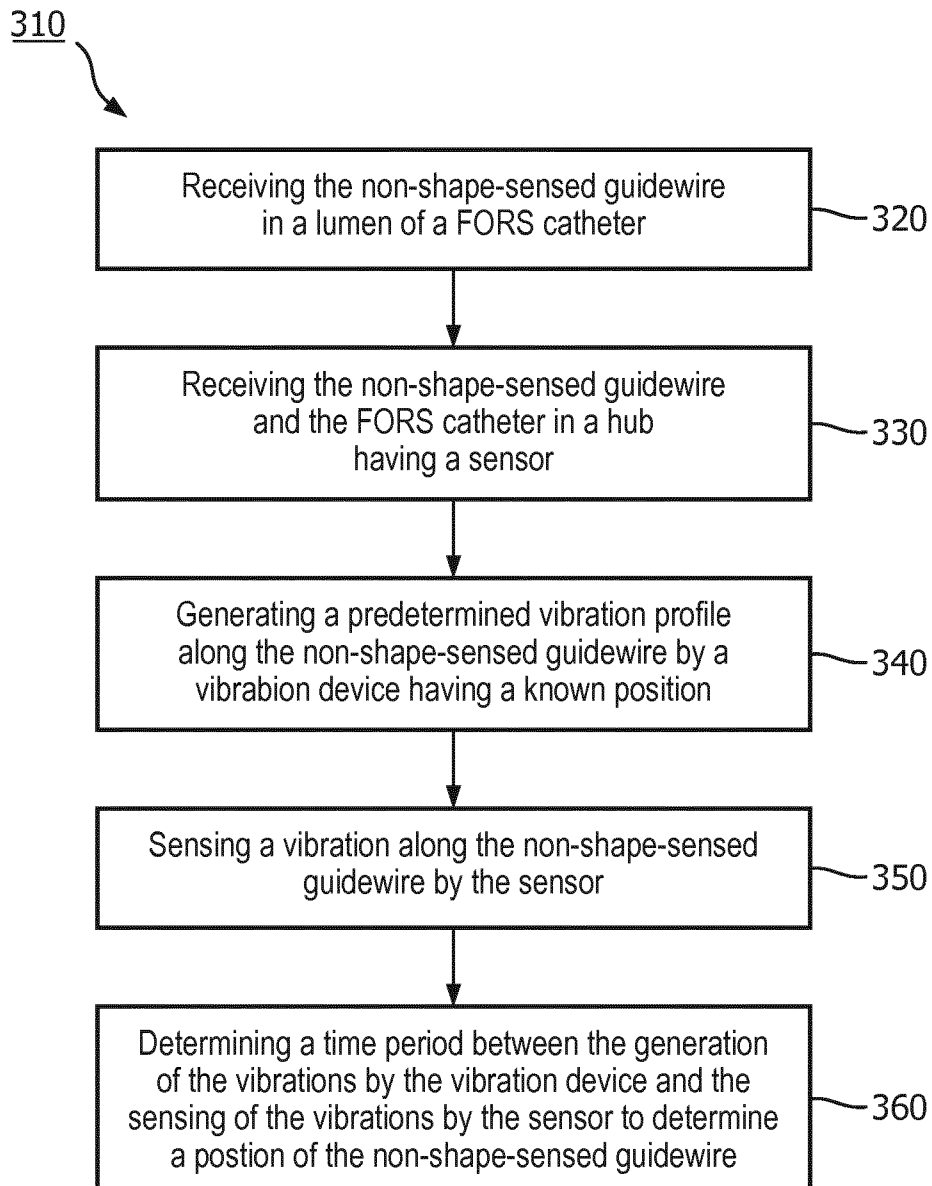 310
Receiving the non-shape-sensed guidewire
in a lumen of a FORS catheter
320
Receiving the non-shape-sensed guidewire
and the FORS catheter in a hub
having a sensor
330
Generating a predetermined vibration profile
along the non-shape-sensed guidewire by a
vibrabion device having a known position
340
Sensing a vibration along the non-shape-sensed
guidewire by the sensor
350
Determining a time period between the generation
of the vibrations by the vibration device and the
sensing of the vibrations by the sensor to determine
a postion of the non-shape-sensed guidewire
360